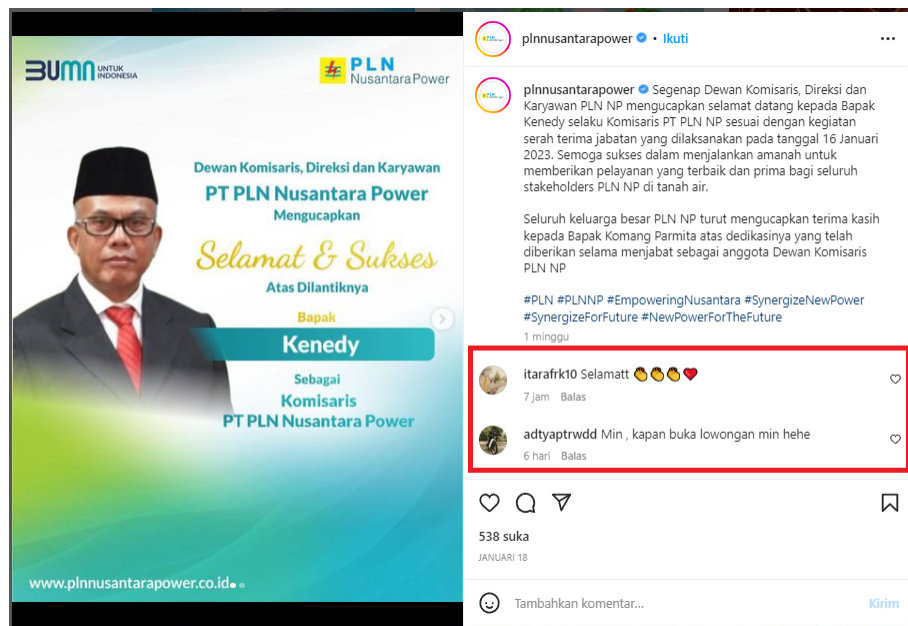 BUMN UNTUK
INDONESIA
PLN
Nusantara Power
Dewan Komisaris, Direksi dan Karyawan
PT PLN Nusantara Power
Mengucapkan
Selamat & Sukses
Atas Dilantiknya
Bapak
Kenedy
Sebagai
Komisaris
PT PLN Nusantara Power
www.plnnusantarapower.co.id
plnnusantarapower • Ikuti
plnnusantarapower Segenap Dewan Komisaris, Direksi dan
Karyawan PLN NP mengucapkan selamat datang kepada Bapak
Kenedy selaku Komisaris PT PLN NP sesuai dengan kegiatan
serah terima jabatan yang dilaksanakan pada tanggal 16 Januari
2023. Semoga sukses dalam menjalankan amanah untuk
memberikan pelayanan yang terbaik dan prima bagi seluruh
stakeholders PLN NP di tanah air.
Seluruh keluarga besar PLN NP turut mengucapkan terima kasih
kepada Bapak Komang Parmita atas dedikasinya yang telah
diberikan selama menjabat sebagai anggota Dewan Komisaris
PLN NP
#PLN #PLNNP #EmpoweringNusantara #SynergizeNewPower
#SynergizeForFuture #NewPowerForTheFuture
1 minggu
itarafrk10 Selamatt 👏👏👏❤️
7 jam Balas
adtyaptrwdd Min , kapan buka lowongan min hehe
6 hari Balas
538 suka
JANUARI 18
Tambahkan komentar...
Kirim